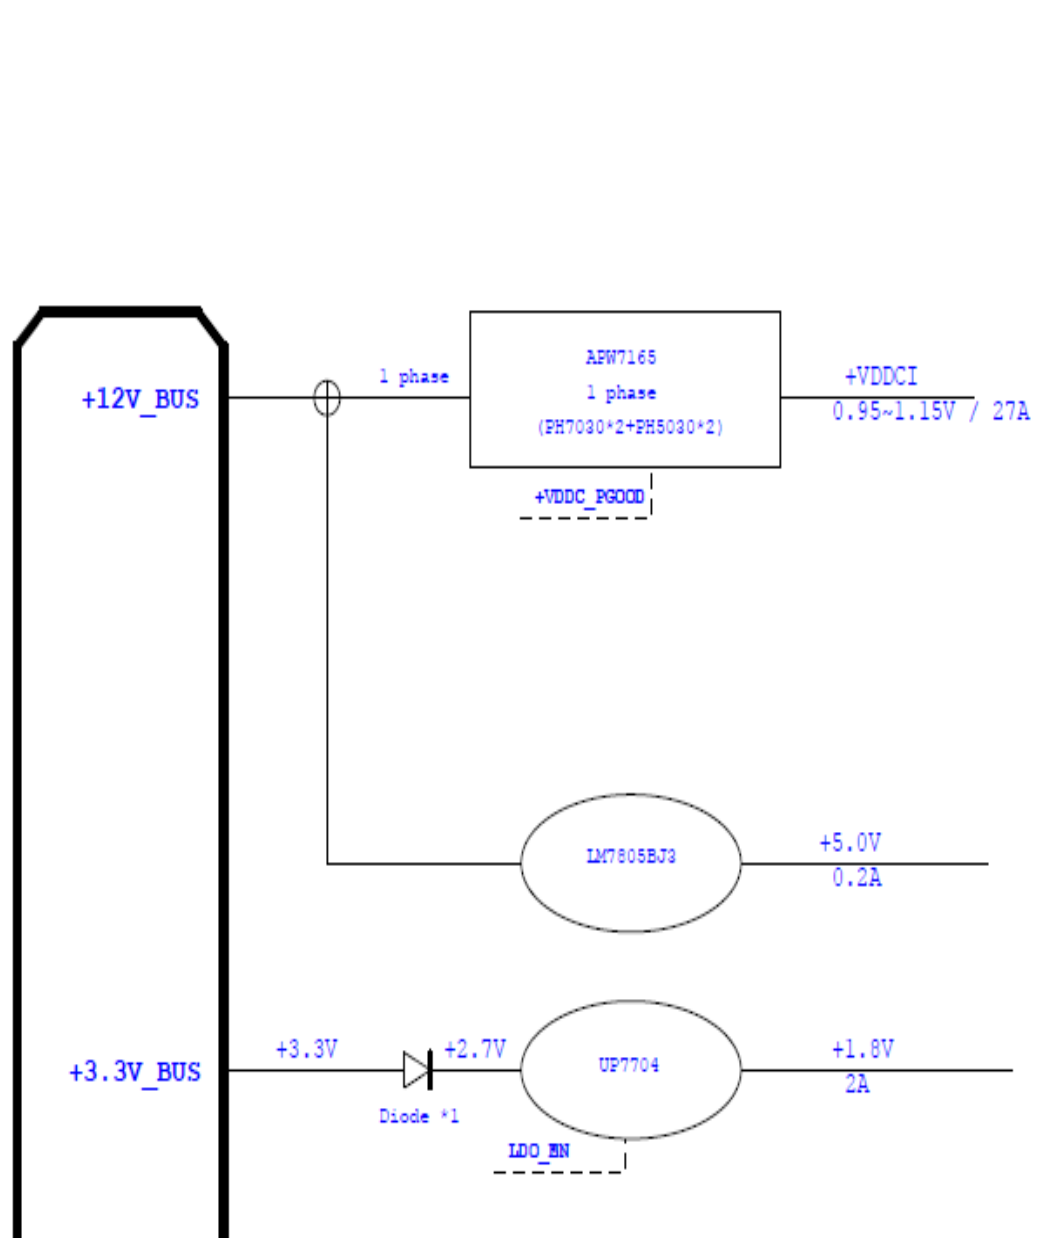 +12V_BUS
1 phase
APW7165
1 phase
(PH7030*2+PH5030*2)
+VDDC_PGOOD
+VDDCI
0.95~1.15V / 27A
LM7805BJ3
+5.0V
0.2A
+3.3V_BUS
+3.3V
Diode *1
+2.7V
UP7704
LDO_EN
+1.8V
2A